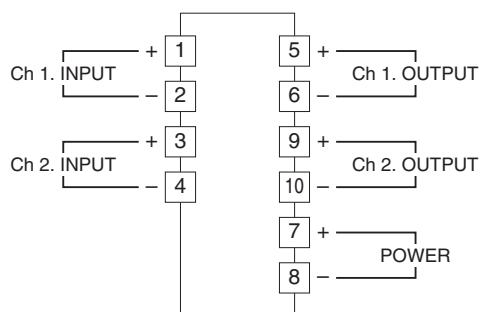 + 1
Ch 1. INPUT
– 2
+ 3
Ch 2. INPUT
– 4
5 +
Ch 1. OUTPUT
6 –
9 +
Ch 2. OUTPUT
10 –
7 +
POWER
8 –